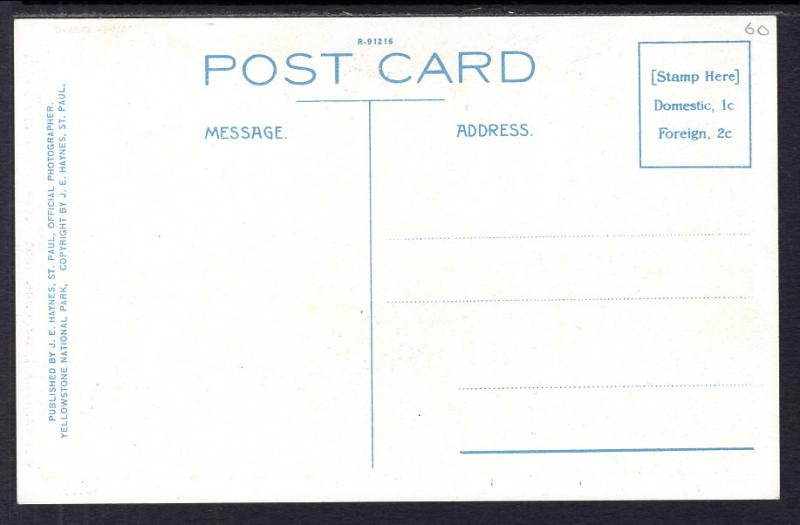 60
R-91216
POST CARD
[Stamp Here]
Domestic, 1c
Foreign, 2c
MESSAGE.
ADDRESS.
PUBLISHED BY J. E. HAYNES, ST. PAUL, OFFICIAL PHOTOGRAPHER.
YELLOWSTONE NATIONAL PARK, COPYRIGHT BY J. E. HAYNES, ST. PAUL.